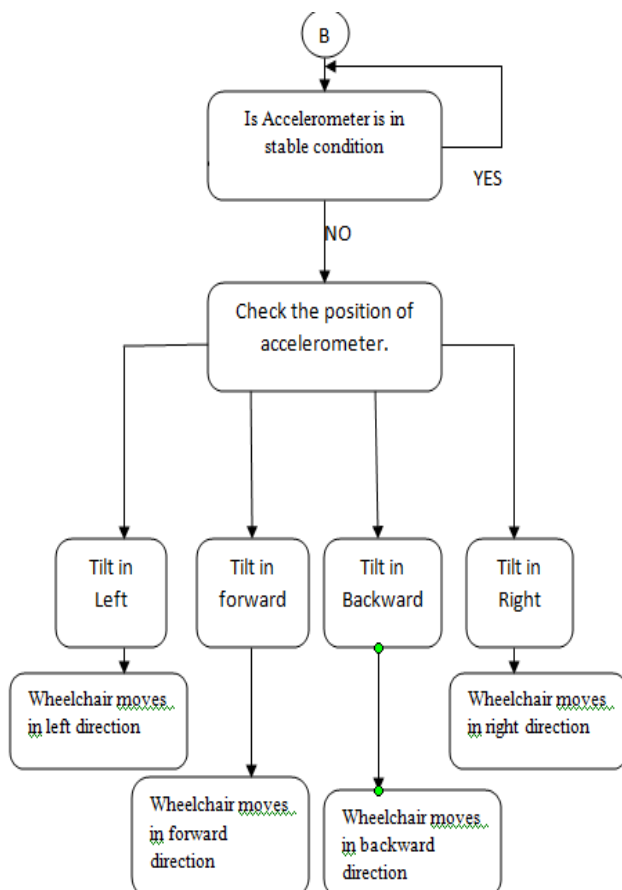 B
Is Accelerometer is in
stable condition
YES
NO
Check the position of
accelerometer.
Tilt in
Left
Tilt in
forward
Tilt in
Backward
Tilt in
Right
Wheelchair moves
in left direction
Wheelchair moves
in right direction
Wheelchair moves
in forward
direction
Wheelchair moves
in backward
direction